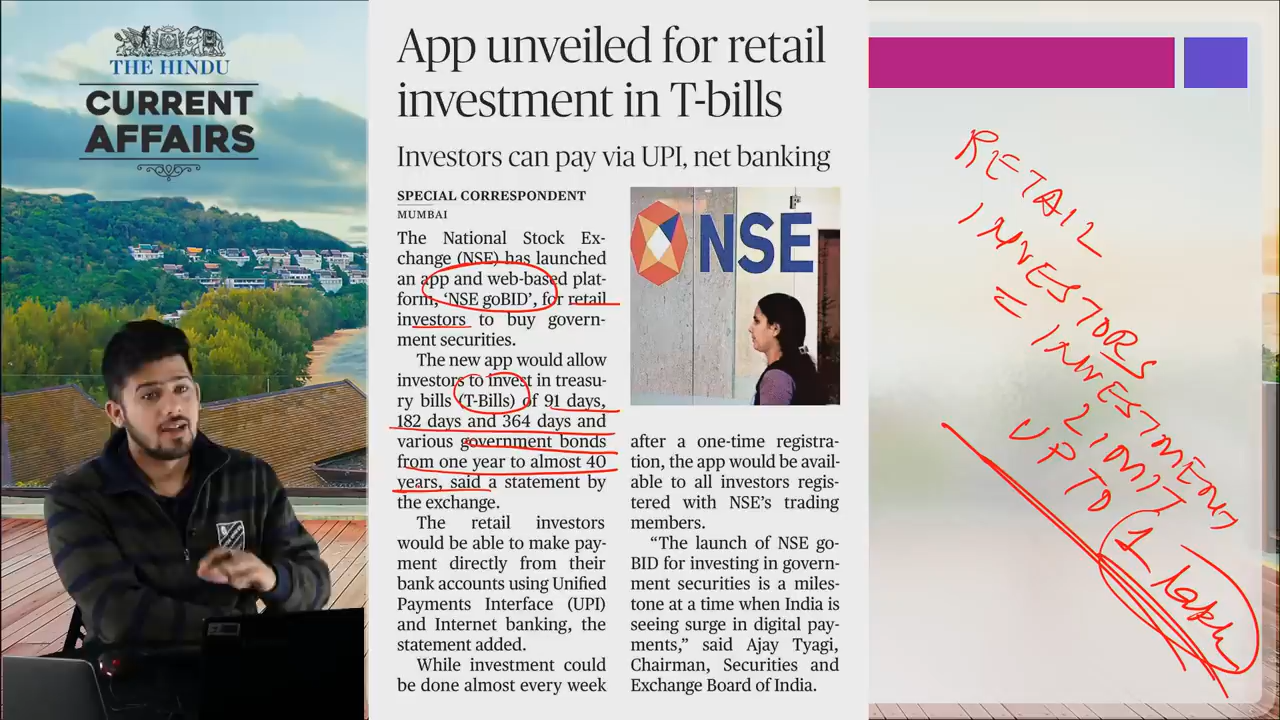 THE HINDU
CURRENT
AFFAIRS
App unveiled for retail
investment in T-bills
Investors can pay via UPI, net banking
SPECIAL CORRESPONDENT
MUMBAI
The National Stock Ex-
change (NSE) has launched
an app and web-based plat-
form, ‘NSE goBID’, for retail
investors to buy govern-
ment securities.
The new app would allow
investors to invest in treasu-
ry bills (T-Bills) of 91 days,
182 days and 364 days and
various government bonds
from one year to almost 40
years, said a statement by
the exchange.
The retail investors
would be able to make pay-
ment directly from their
bank accounts using Unified
Payments Interface (UPI)
and Internet banking, the
statement added.
While investment could
be done almost every week
NSE
after a one-time registra-
tion, the app would be avail-
able to all investors regis-
tered with NSE’s trading
members.
“The launch of NSE go-
BID for investing in govern-
ment securities is a miles-
tone at a time when India is
seeing surge in digital pay-
ments,” said Ajay Tyagi,
Chairman, Securities and
Exchange Board of India.
RETAIL
INVESTORS
= INVESTMENT
LIMIT
UP TO 1 lakh